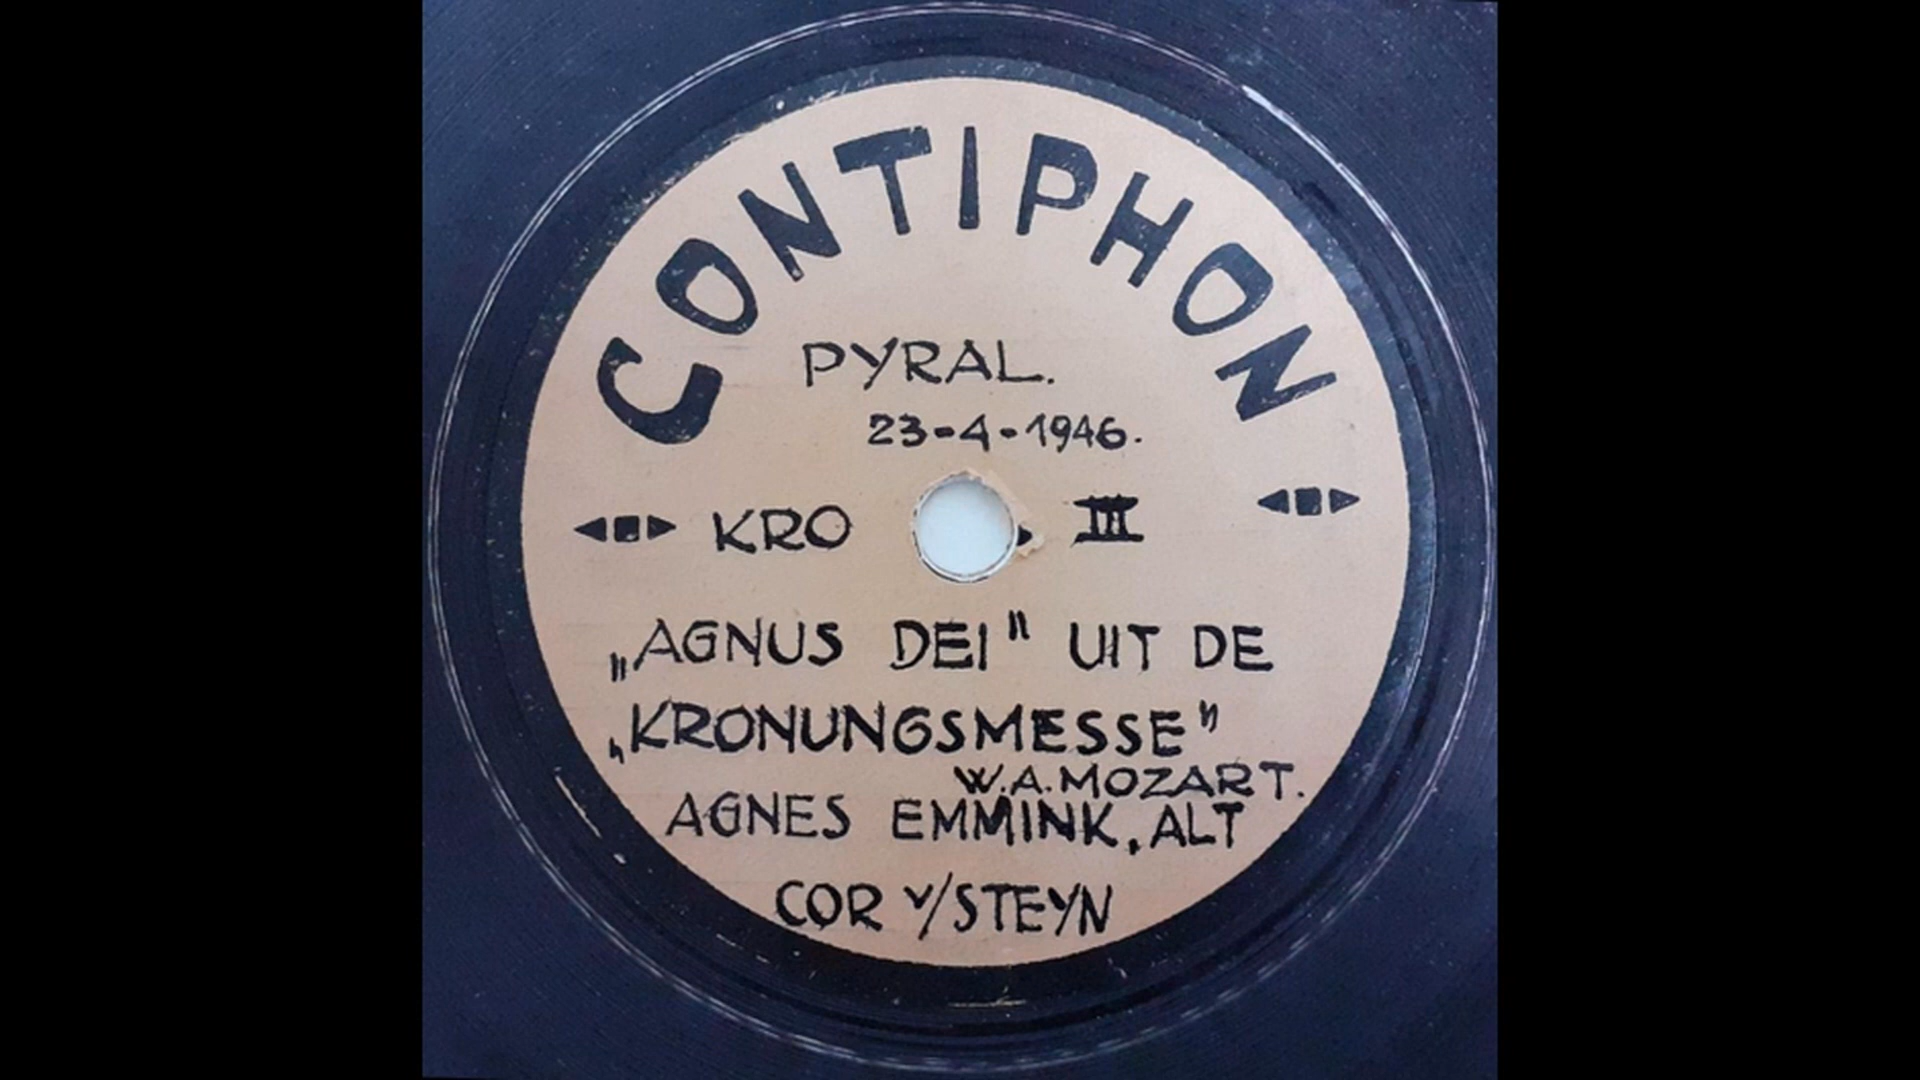 CONTIPHON
PYRAL.
23-4-1946.
KRO III
„AGNUS DEI" UIT DE
„KRONUNGSMESSE"
W.A. MOZART.
AGNES EMMINK, ALT
COR V/STEYN